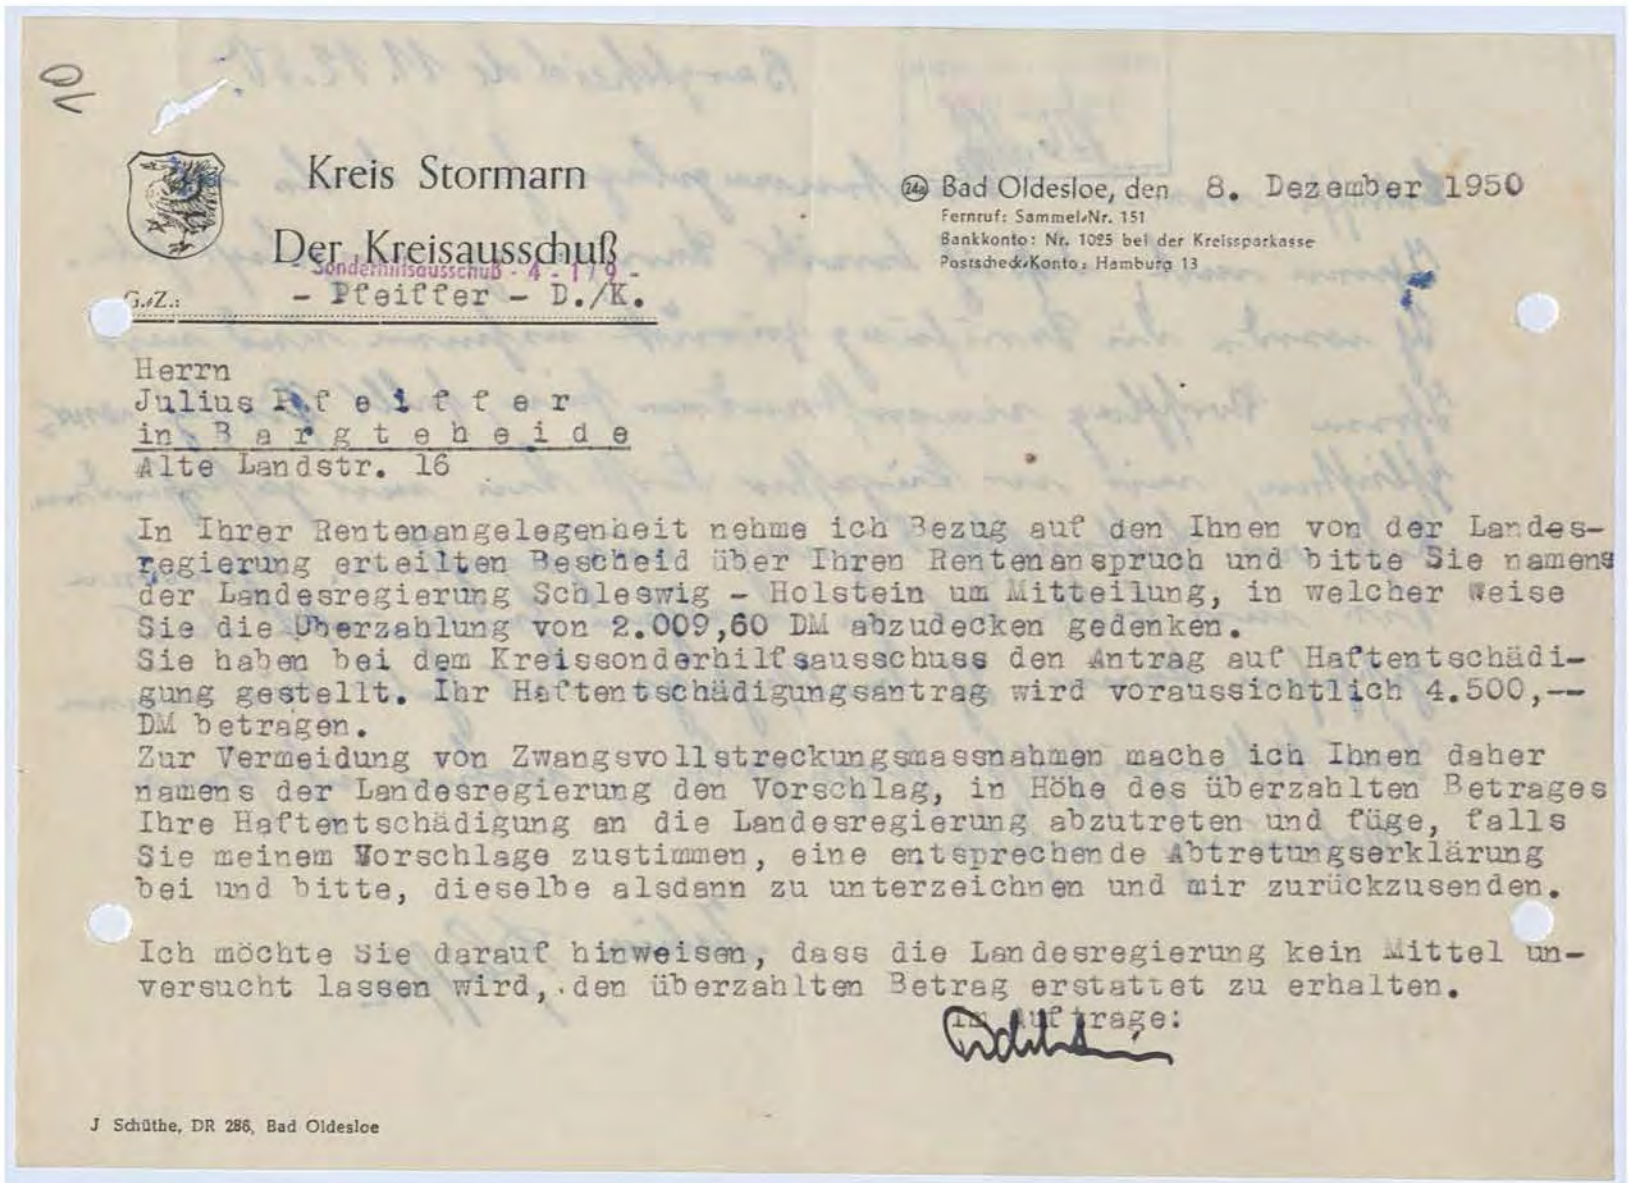 10
Kreis Stormarn
Der Kreisausschuß
Sonderhilfsausschuß - 4 - 1/9 -
G.-Z.: - Pfeiffer - D./K.
(24a) Bad Oldesloe, den 8. Dezember 1950
Fernruf: Sammel-Nr. 151
Bankkonto: Nr. 1025 bei der Kreissparkasse
Postscheck-Konto: Hamburg 13
Herrn
Julius P f e i f f e r
in B a r g t e h e i d e
Alte Landstr. 16
In Ihrer Rentenangelegenheit nehme ich Bezug auf den Ihnen von der Landes-
regierung erteilten Bescheid über Ihren Rentenanspruch und bitte Sie namens
der Landesregierung Schleswig - Holstein um Mitteilung, in welcher Weise
Sie die Überzahlung von 2.009,60 DM abzudecken gedenken.
Sie haben bei dem Kreissonderhilfsausschuss den Antrag auf Haftentschädi-
gung gestellt. Ihr Haftentschädigungsantrag wird voraussichtlich 4.500,--
DM betragen.
Zur Vermeidung von Zwangsvollstreckungsmassnahmen mache ich Ihnen daher
namens der Landesregierung den Vorschlag, in Höhe des überzahlten Betrages
Ihre Haftentschädigung an die Landesregierung abzutreten und füge, falls
Sie meinem Vorschlage zustimmen, eine entsprechende Abtretungserklärung
bei und bitte, dieselbe alsdann zu unterzeichnen und mir zurückzusenden.
Ich möchte Sie darauf hinweisen, dass die Landesregierung kein Mittel un-
versucht lassen wird, den überzahlten Betrag erstattet zu erhalten.
Im Auftrage:
J Schüthe, DR 286, Bad Oldesloe